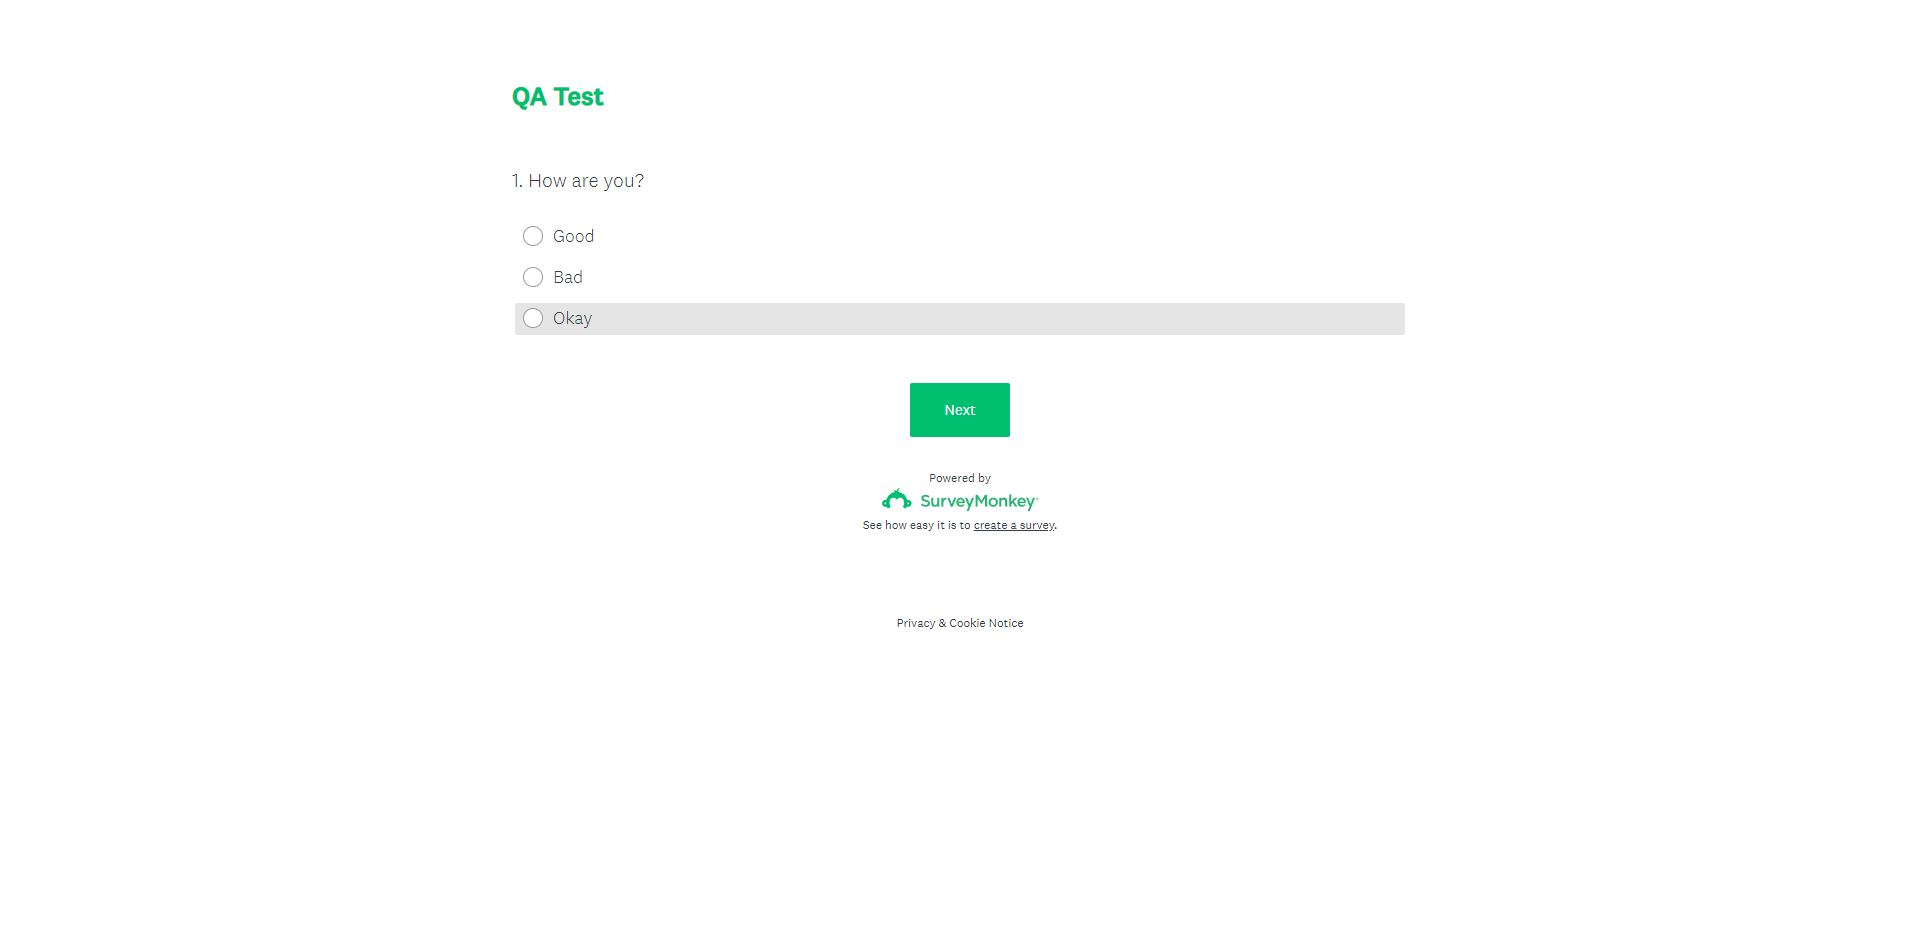 QA Test
1. How are you?
Good
Bad
Okay
Next
Powered by
SurveyMonkey®
See how easy it is to create a survey.
Privacy & Cookie Notice